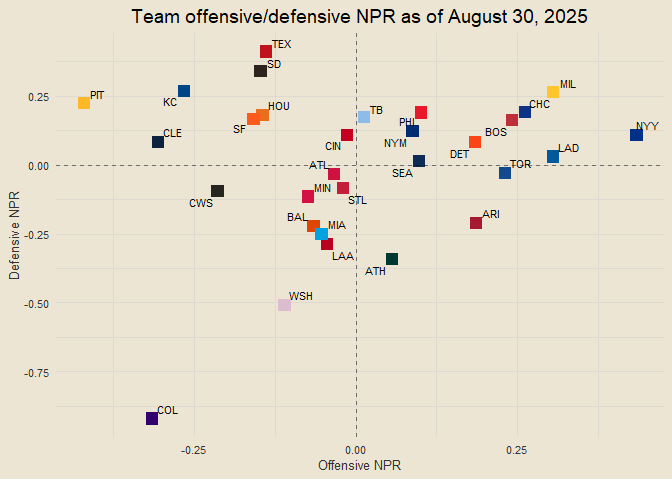 Team offensive/defensive NPR as of August 30, 2025
TEX
SD
PIT
KC
MIL
CHC
HOU
TB
PHI
SF
NYY
CLE
BOS
CIN
NYM
LAD
DET
ATL
SEA
TOR
MIN
STL
CWS
BAL
MIA
ARI
LAA
ATH
WSH
COL
0.25
0.00
-0.25
-0.50
-0.75
Defensive NPR
-0.25
0.00
0.25
Offensive NPR